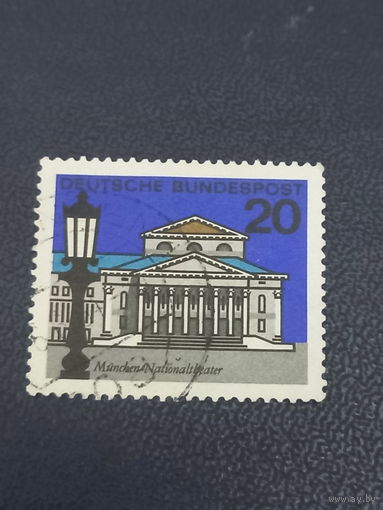 DEUTSCHE BUNDESPOST
20
München-Nationaltheater
www.ay.by